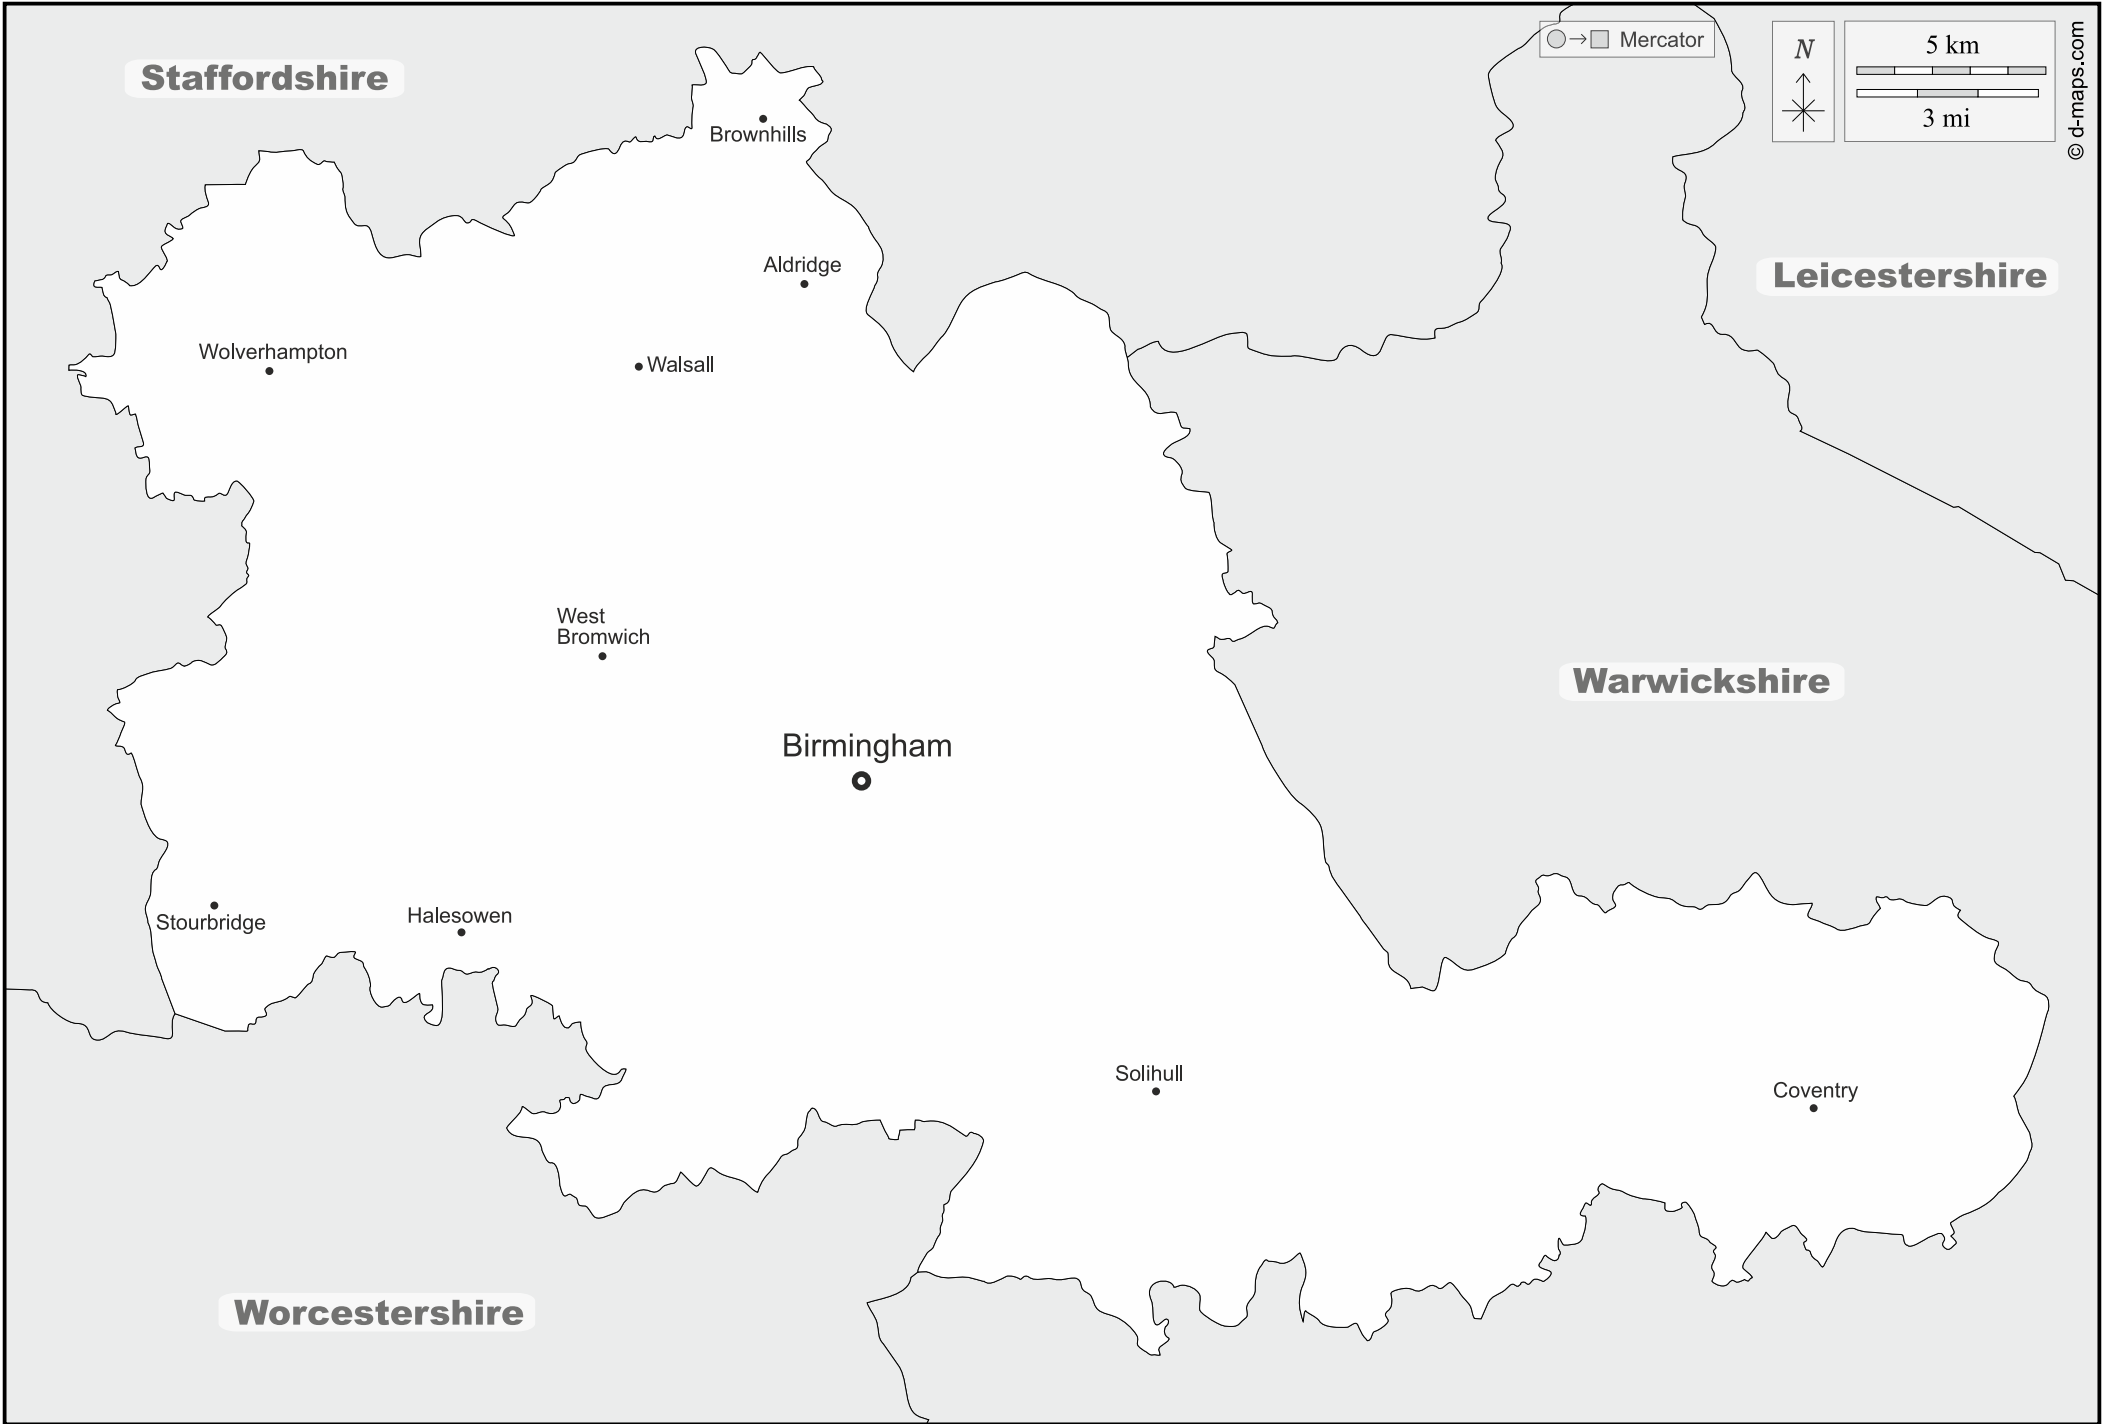 Mercator
N
5 km
3 mi
© d-maps.com
Staffordshire
Brownhills
Aldridge
Leicestershire
Wolverhampton
Walsall
West
Bromwich
Warwickshire
Birmingham
Stourbridge
Halesowen
Solihull
Coventry
Worcestershire